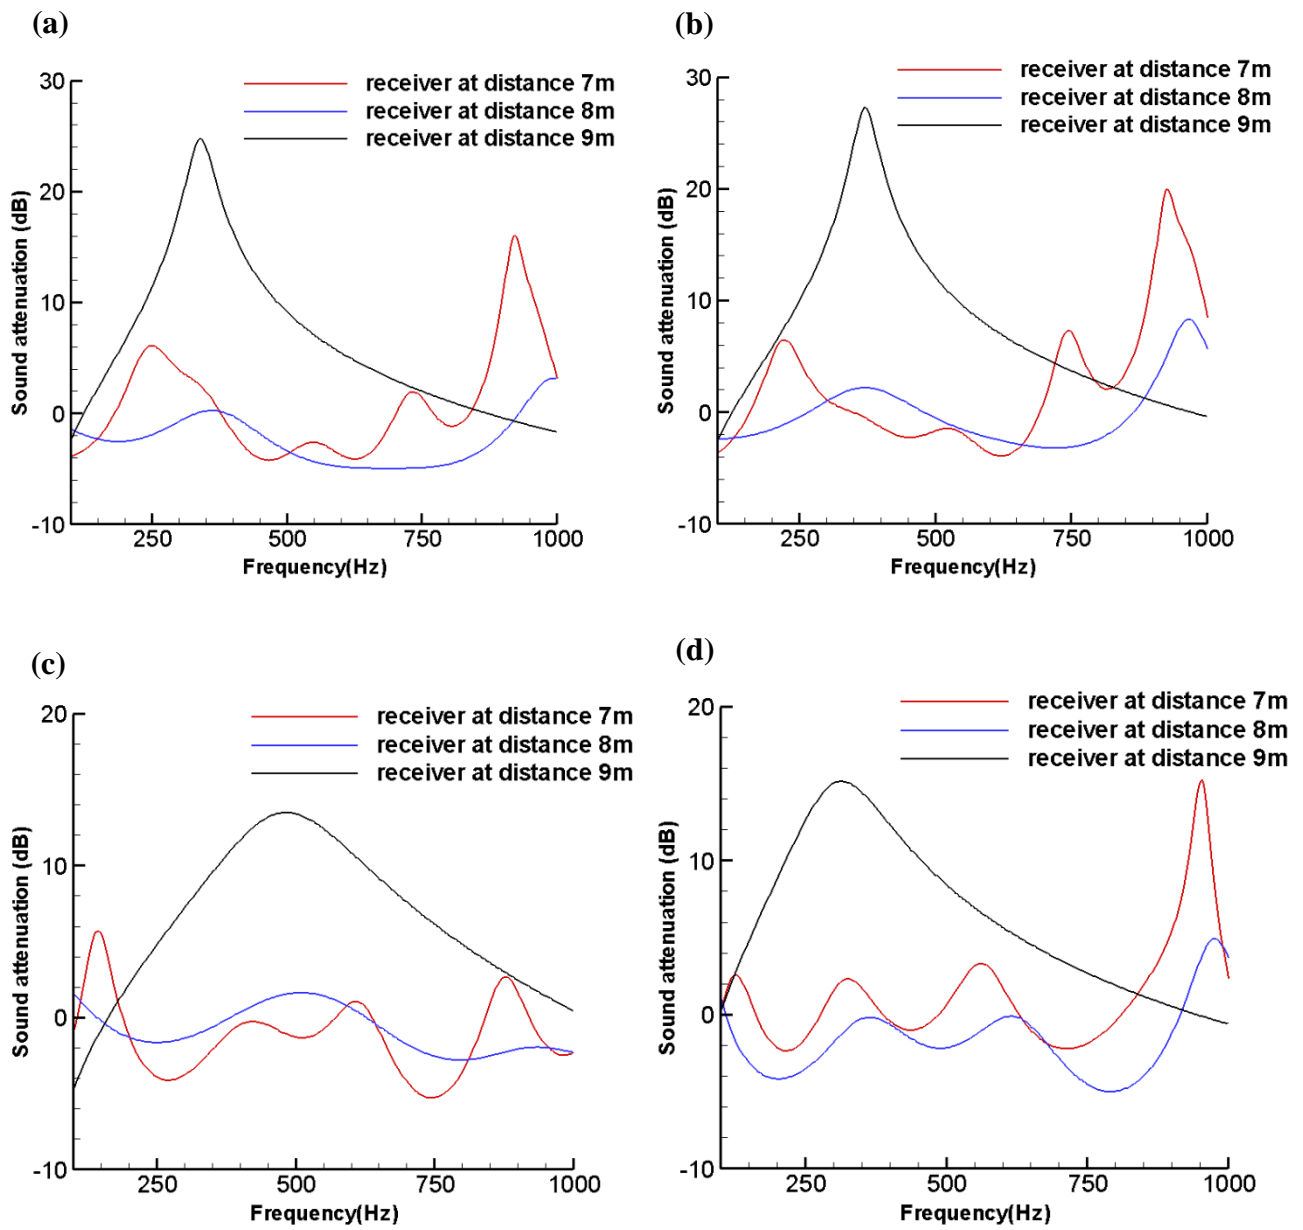 (a)
receiver at distance 7m
receiver at distance 8m
receiver at distance 9m
30
20
10
0
-10
250
500
750
1000
Sound attenuation (dB)
Frequency(Hz)
(b)
receiver at distance 7m
receiver at distance 8m
receiver at distance 9m
30
20
10
0
-10
250
500
750
1000
Sound attenuation (dB)
Frequency(Hz)
(c)
receiver at distance 7m
receiver at distance 8m
receiver at distance 9m
20
10
0
-10
250
500
750
1000
Sound attenuation (dB)
Frequency(Hz)
(d)
receiver at distance 7m
receiver at distance 8m
receiver at distance 9m
20
10
0
-10
250
500
750
1000
Sound attenuation (dB)
Frequency(Hz)